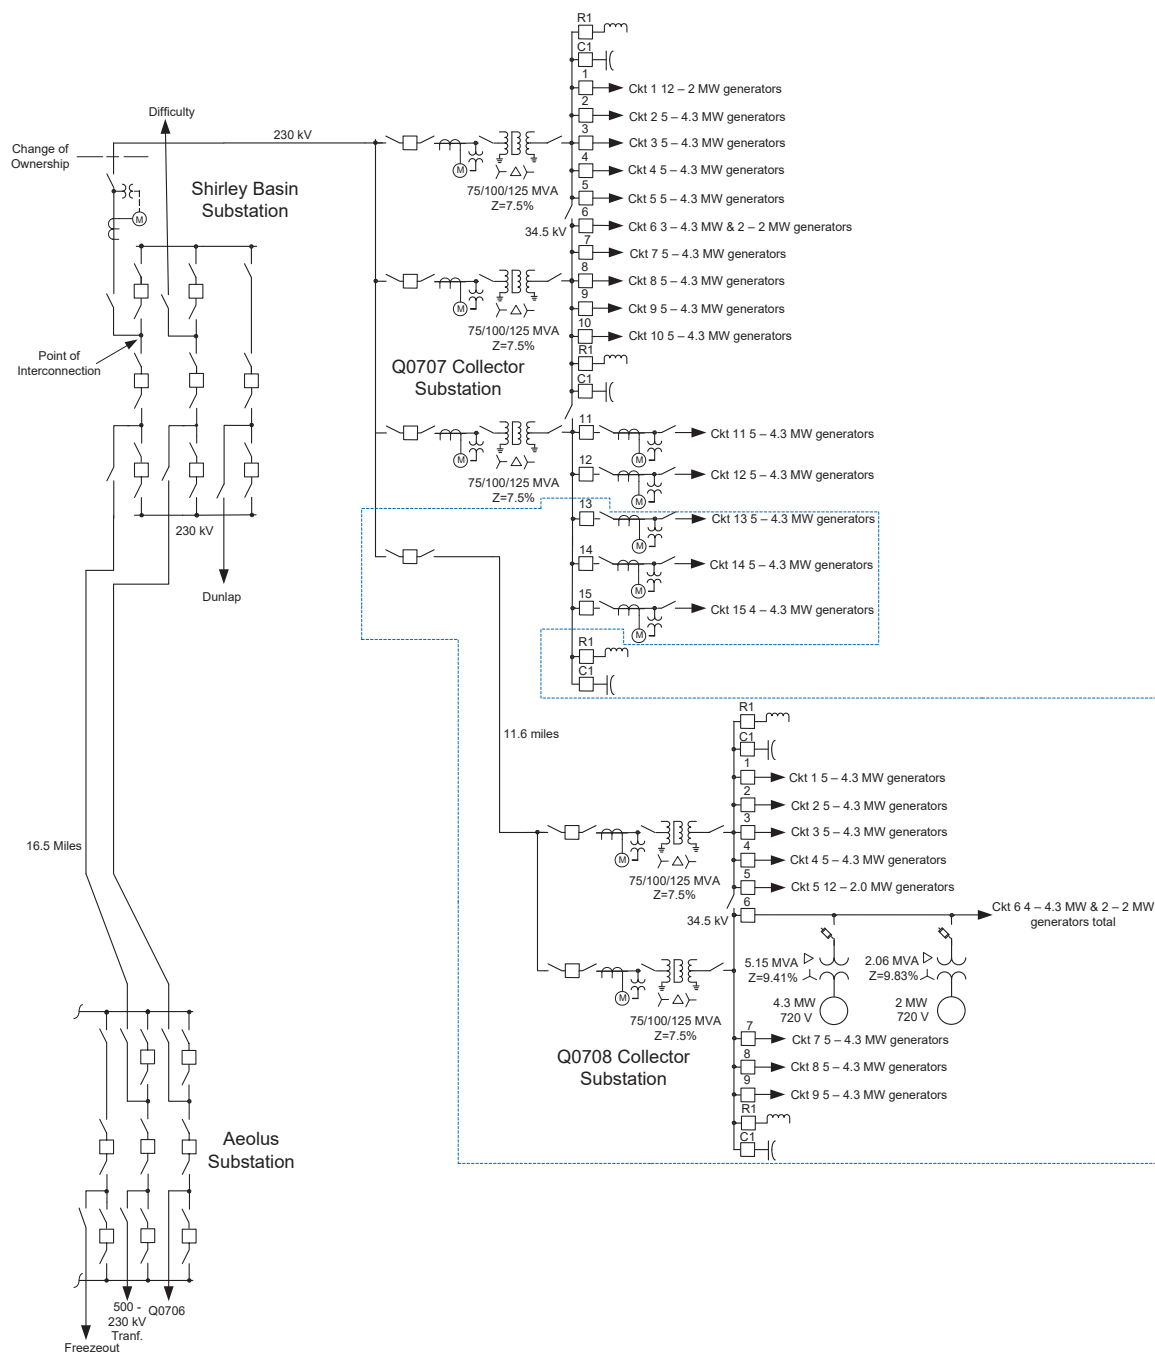 R1
C1
1
Ckt 1 12 – 2 MW generators
2
Ckt 2 5 – 4.3 MW generators
3
Ckt 3 5 – 4.3 MW generators
4
Ckt 4 5 – 4.3 MW generators
5
Ckt 5 5 – 4.3 MW generators
6
Ckt 6 3 – 4.3 MW & 2 – 2 MW generators
7
Ckt 7 5 – 4.3 MW generators
8
Ckt 8 5 – 4.3 MW generators
9
Ckt 9 5 – 4.3 MW generators
10
Ckt 10 5 – 4.3 MW generators
R1
C1
34.5 kV
Difficulty
230 kV
Change of
Ownership
M
Shirley Basin
Substation
Point of
Interconnection
230 kV
Dunlap
M
75/100/125 MVA
Z=7.5%
M
75/100/125 MVA
Z=7.5%
Q0707 Collector
Substation
M
75/100/125 MVA
Z=7.5%
11
M
Ckt 11 5 – 4.3 MW generators
12
M
Ckt 12 5 – 4.3 MW generators
13
M
Ckt 13 5 – 4.3 MW generators
14
M
Ckt 14 5 – 4.3 MW generators
15
M
Ckt 15 4 – 4.3 MW generators
R1
C1
11.6 miles
16.5 Miles
R1
C1
1
Ckt 1 5 – 4.3 MW generators
2
Ckt 2 5 – 4.3 MW generators
3
Ckt 3 5 – 4.3 MW generators
4
Ckt 4 5 – 4.3 MW generators
5
Ckt 5 12 – 2.0 MW generators
6
Ckt 6 4 – 4.3 MW & 2 – 2 MW
generators total
34.5 kV
M
75/100/125 MVA
Z=7.5%
M
75/100/125 MVA
Z=7.5%
5.15 MVA
Z=9.41%
4.3 MW
720 V
2.06 MVA
Z=9.83%
2 MW
720 V
7
Ckt 7 5 – 4.3 MW generators
8
Ckt 8 5 – 4.3 MW generators
9
Ckt 9 5 – 4.3 MW generators
R1
C1
Q0708 Collector
Substation
Aeolus
Substation
500 -
230 kV
Tranf.
Q0706
Freezeout